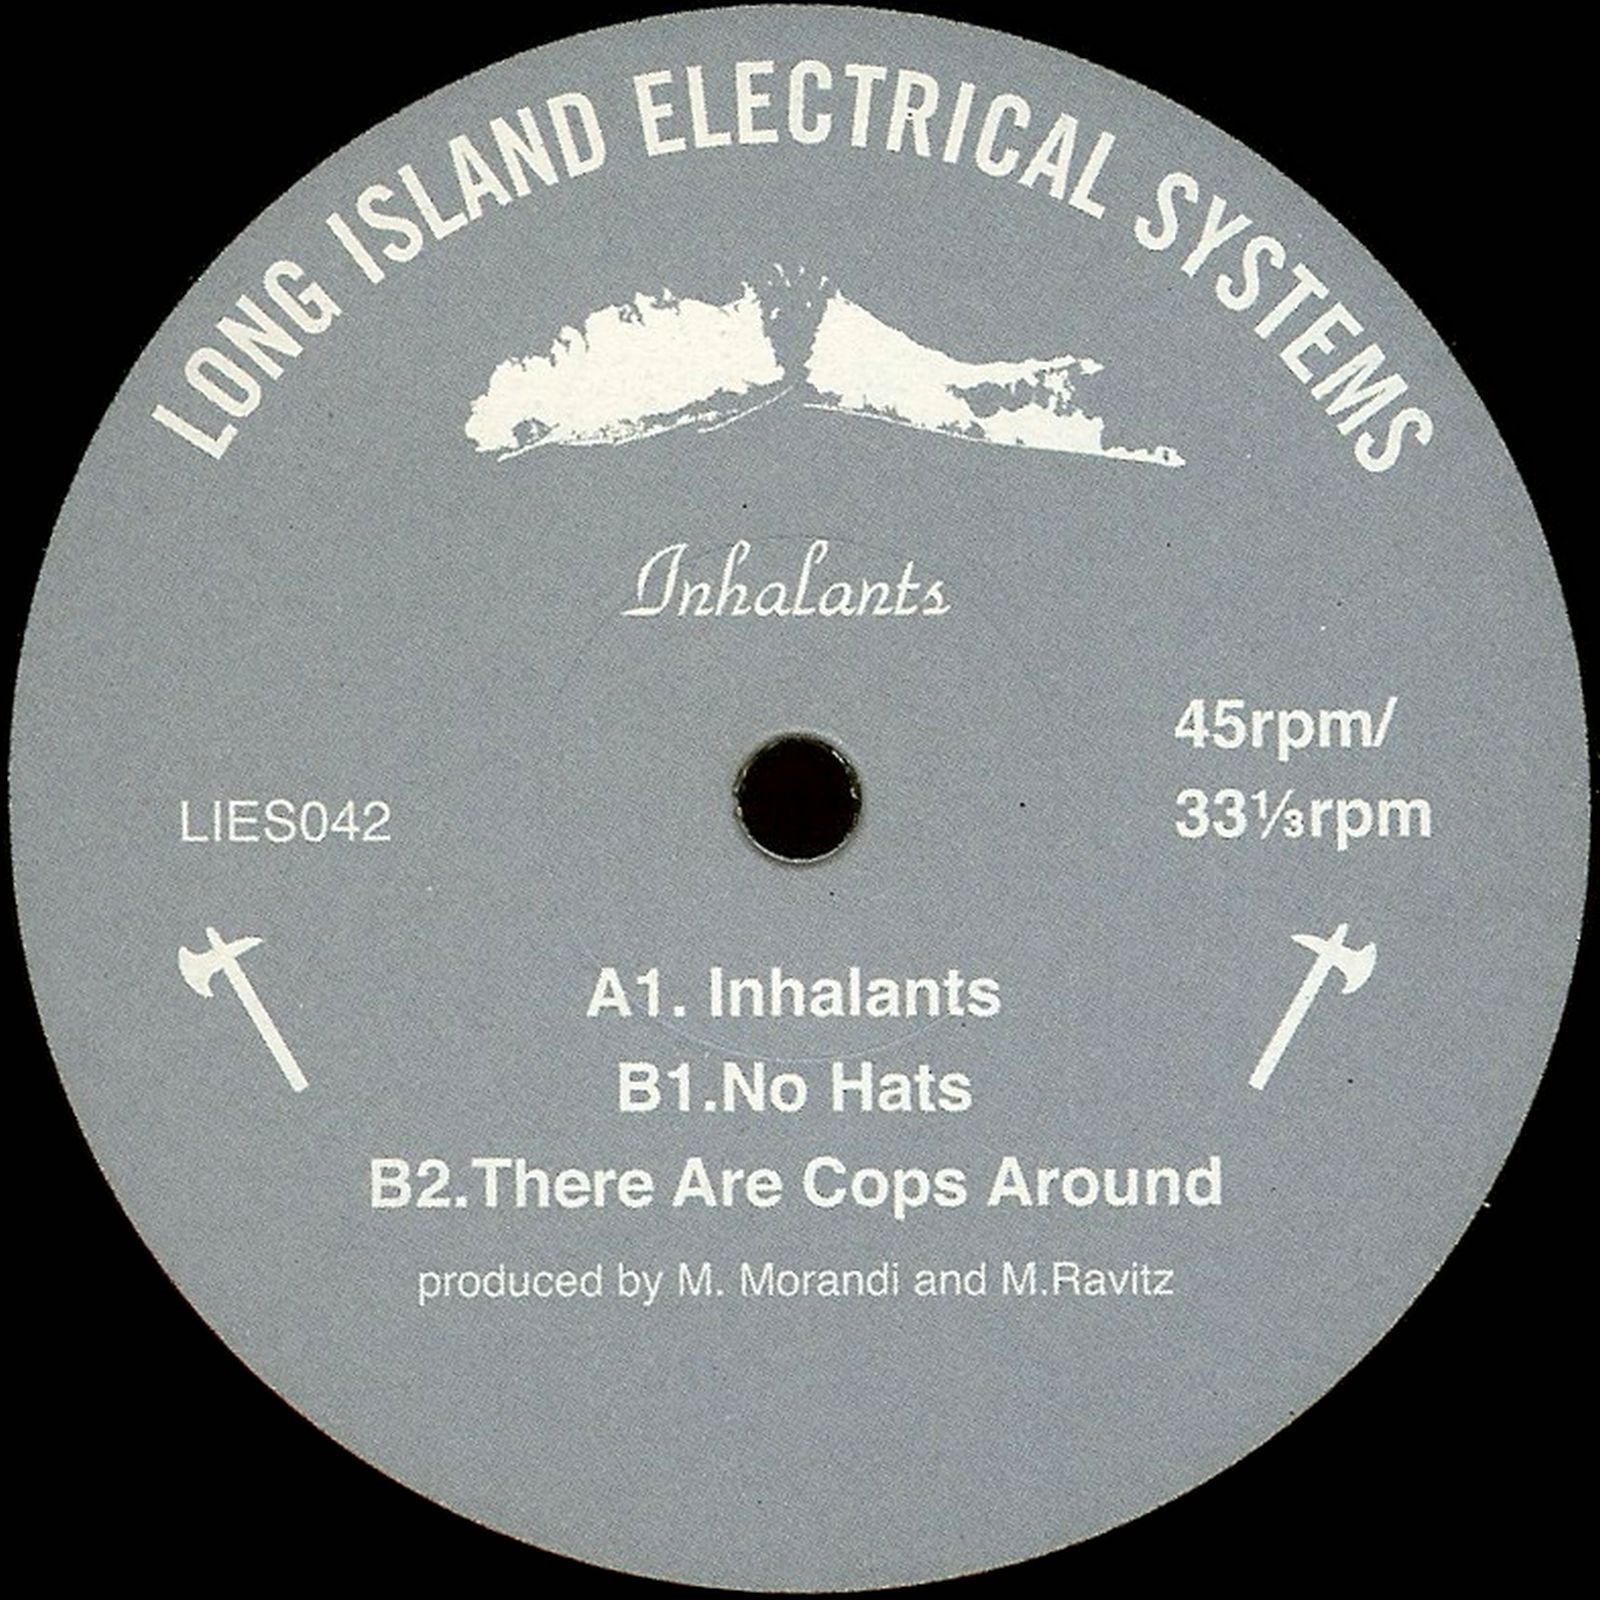 LONG ISLAND ELECTRICAL SYSTEMS
Inhalants
45rpm/
33⅓rpm
LIES042
A1. Inhalants
B1.No Hats
B2.There Are Cops Around
produced by M. Morandi and M.Ravitz